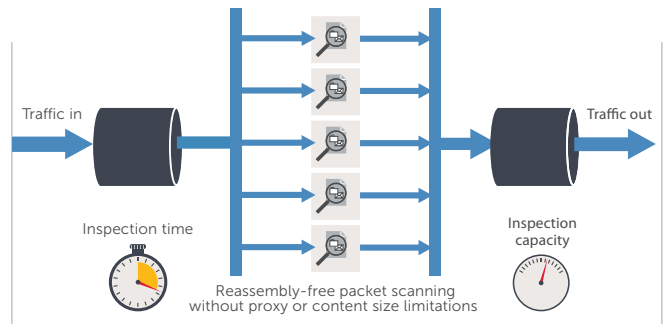 Traffic in
Traffic out
Inspection time
Inspection
capacity
Reassembly-free packet scanning
without proxy or content size limitations